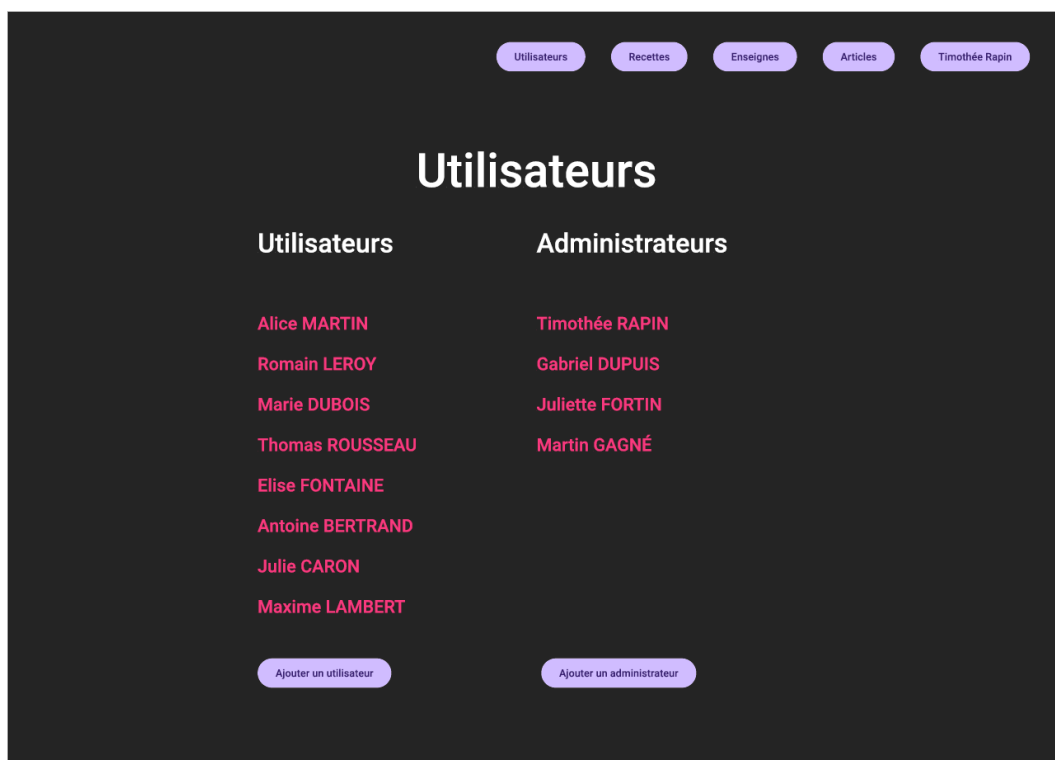 Utilisateurs Recettes Enseignes Articles Timothée Rapin
Utilisateurs
Utilisateurs
Alice MARTIN
Romain LEROY
Marie DUBOIS
Thomas ROUSSEAU
Elise FONTAINE
Antoine BERTRAND
Julie CARON
Maxime LAMBERT
Ajouter un utilisateur
Administrateurs
Timothée RAPIN
Gabriel DUPUIS
Juliette FORTIN
Martin GAGNÉ
Ajouter un administrateur